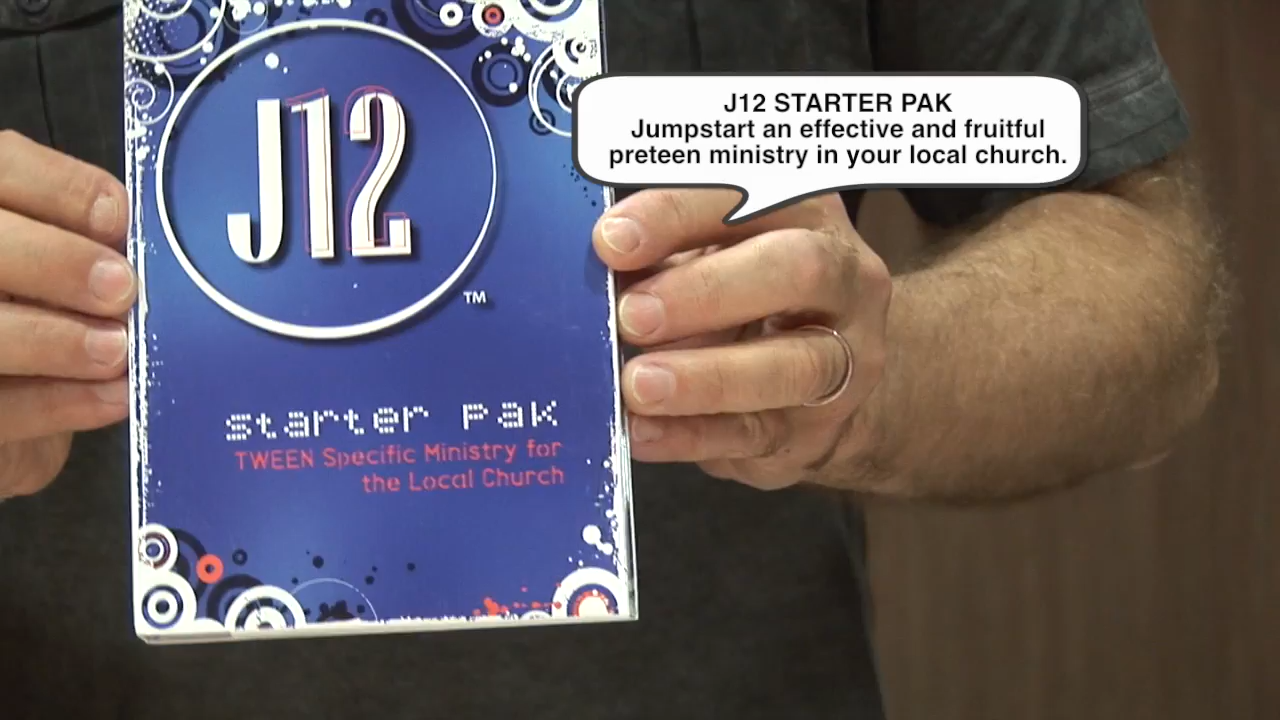 J12
TM
starter pak
TWEEN Specific Ministry for
the Local Church
J12 STARTER PAK
Jumpstart an effective and fruitful
preteen ministry in your local church.